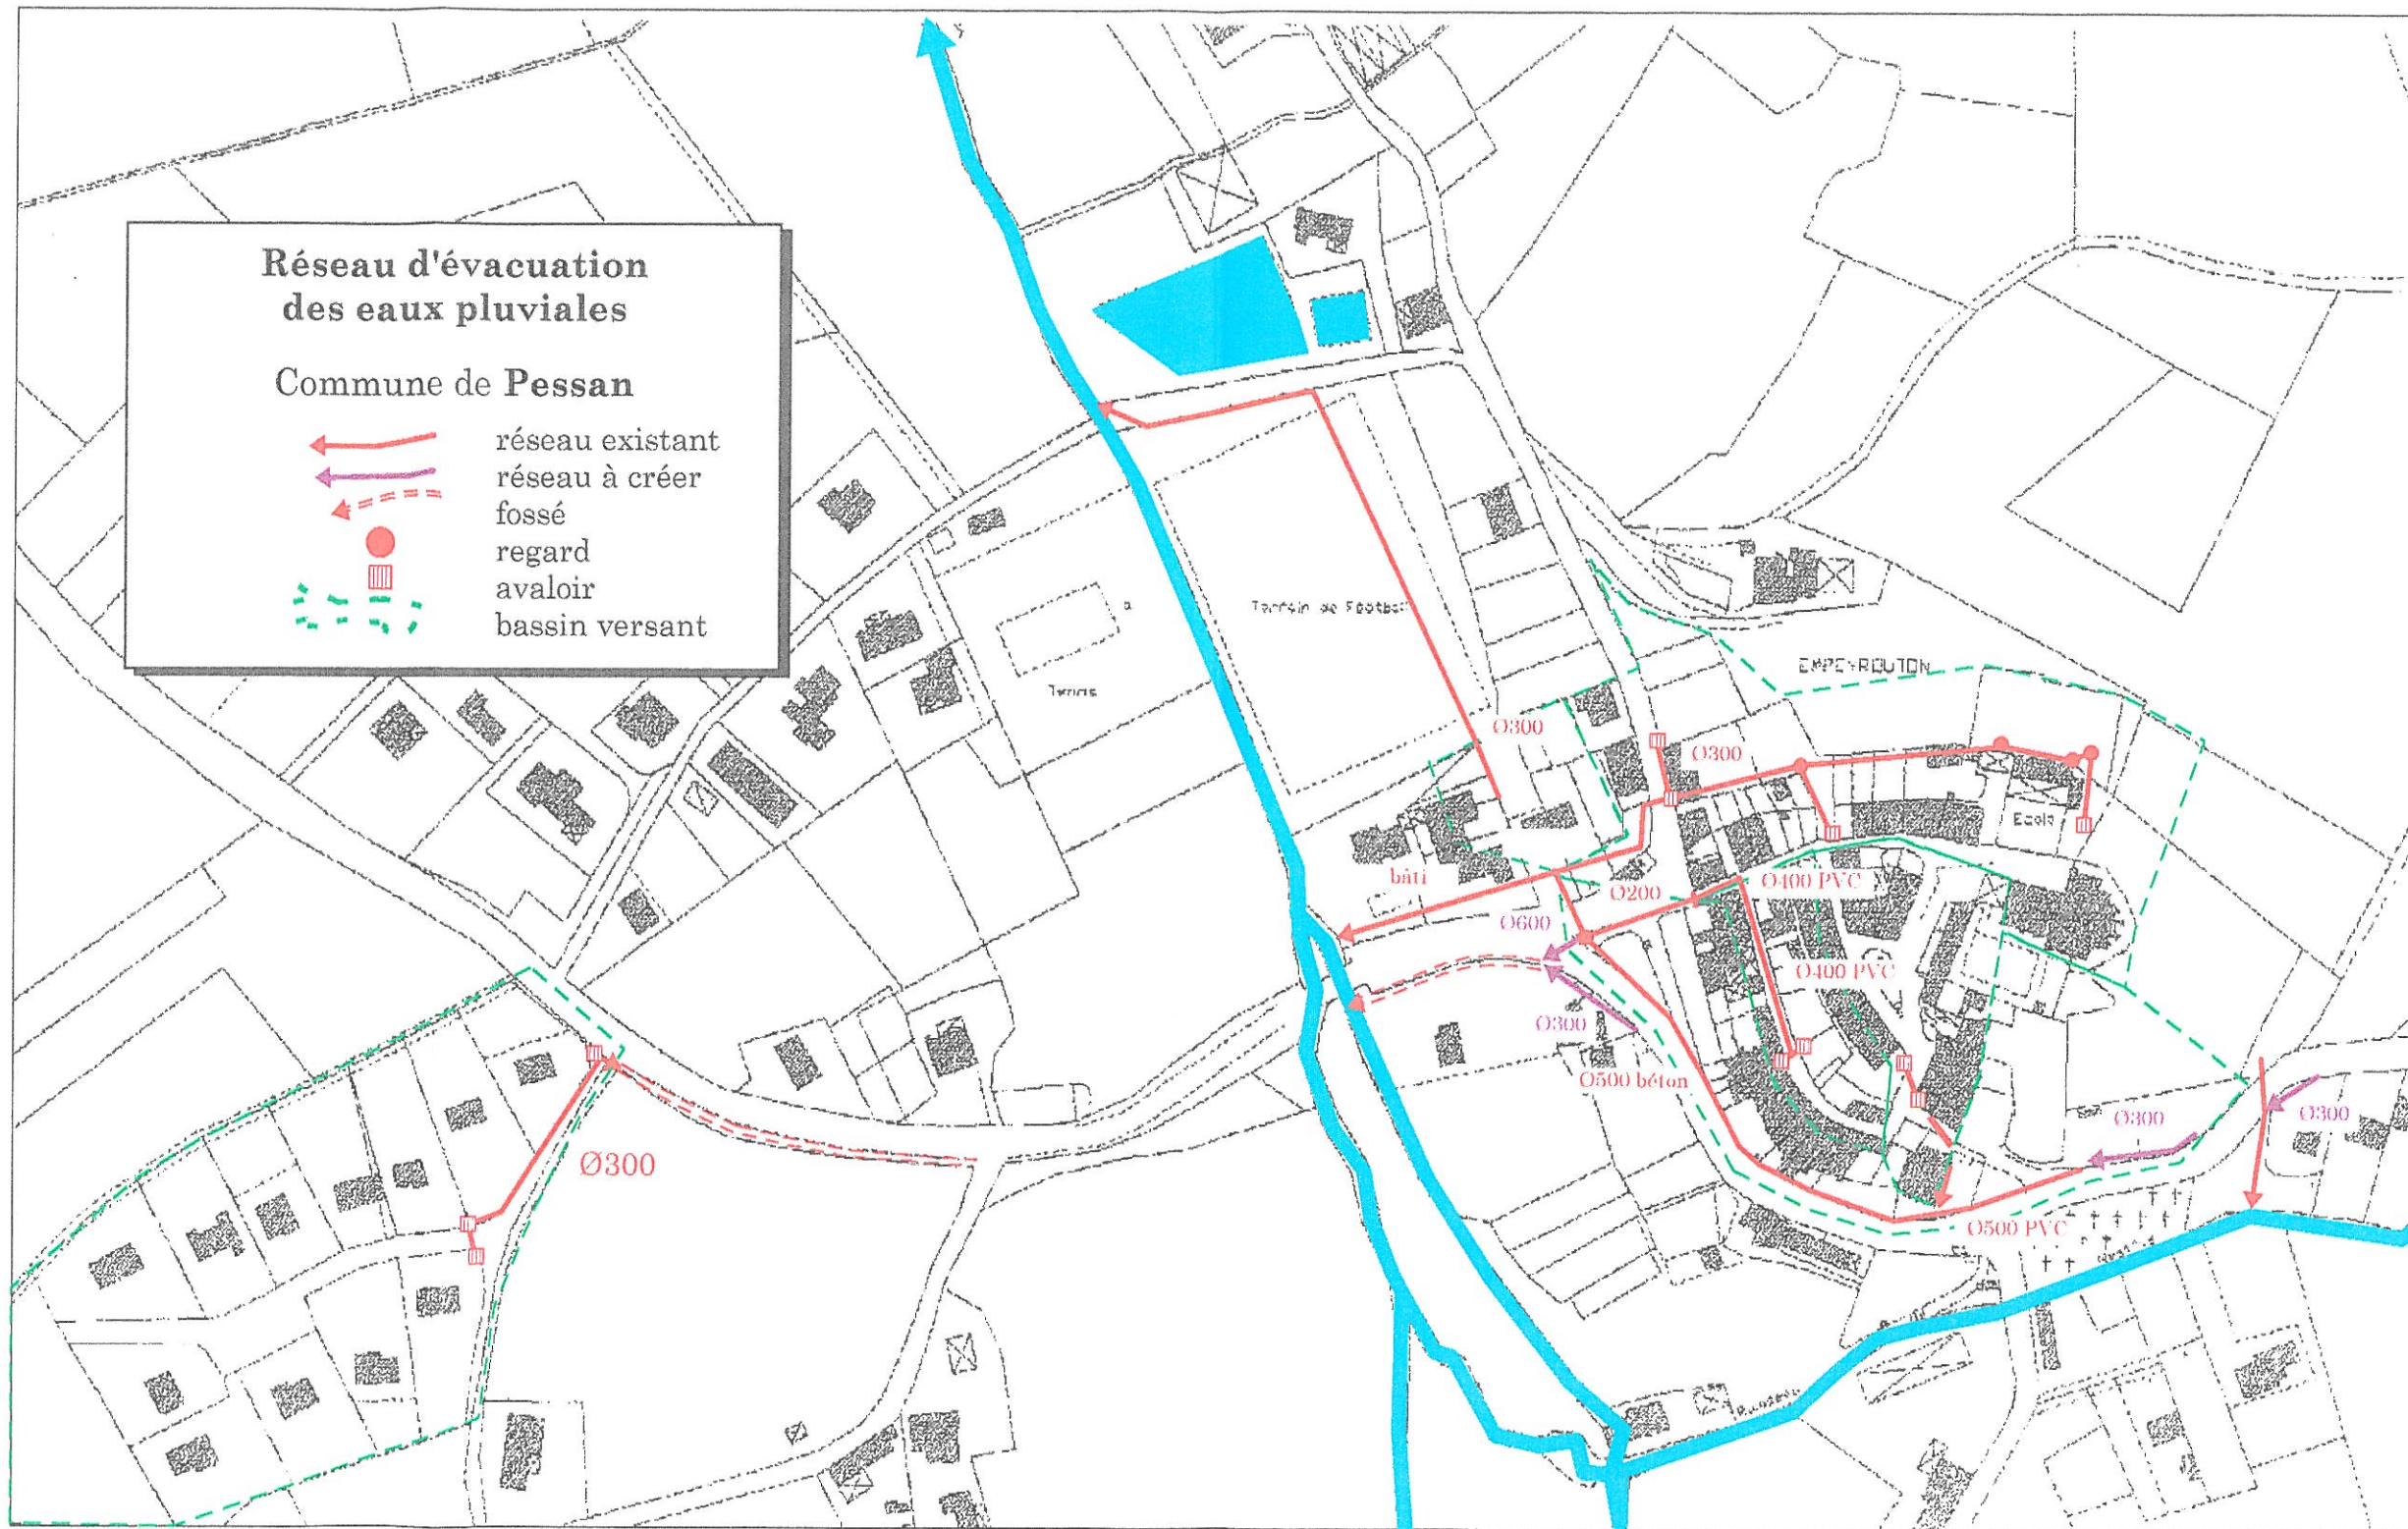 Réseau d'évacuation
des eaux pluviales
Commune de Pessan
réseau existant
réseau à créer
fossé
regard
avaloir
bassin versant
Terrain de Football
Tennis
EMPEYROUTON
Ø300
Ø300
Ecole
bâti
Ø200
Ø400 PVC
Ø600
Ø400 PVC
Ø300
Ø500 béton
Ø300
Ø300
Ø300
Ø500 PVC